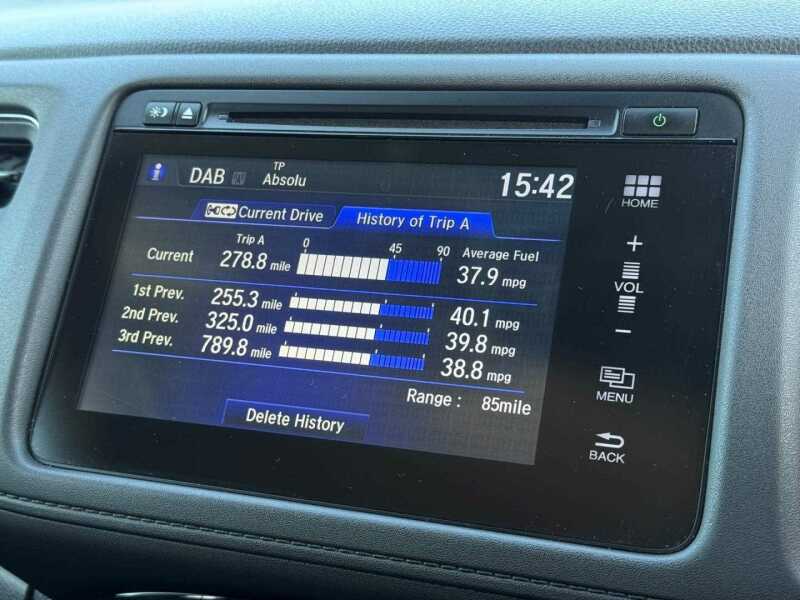 TP
DAB Absolu 15:42
Current Drive History of Trip A
Trip A 0 45 90 Average Fuel
Current 278.8 mile 37.9 mpg
1st Prev. 255.3 mile 40.1 mpg
2nd Prev. 325.0 mile 39.8 mpg
3rd Prev. 789.8 mile 38.8 mpg
Range : 85mile
Delete History
HOME
+
VOL
−
MENU
BACK